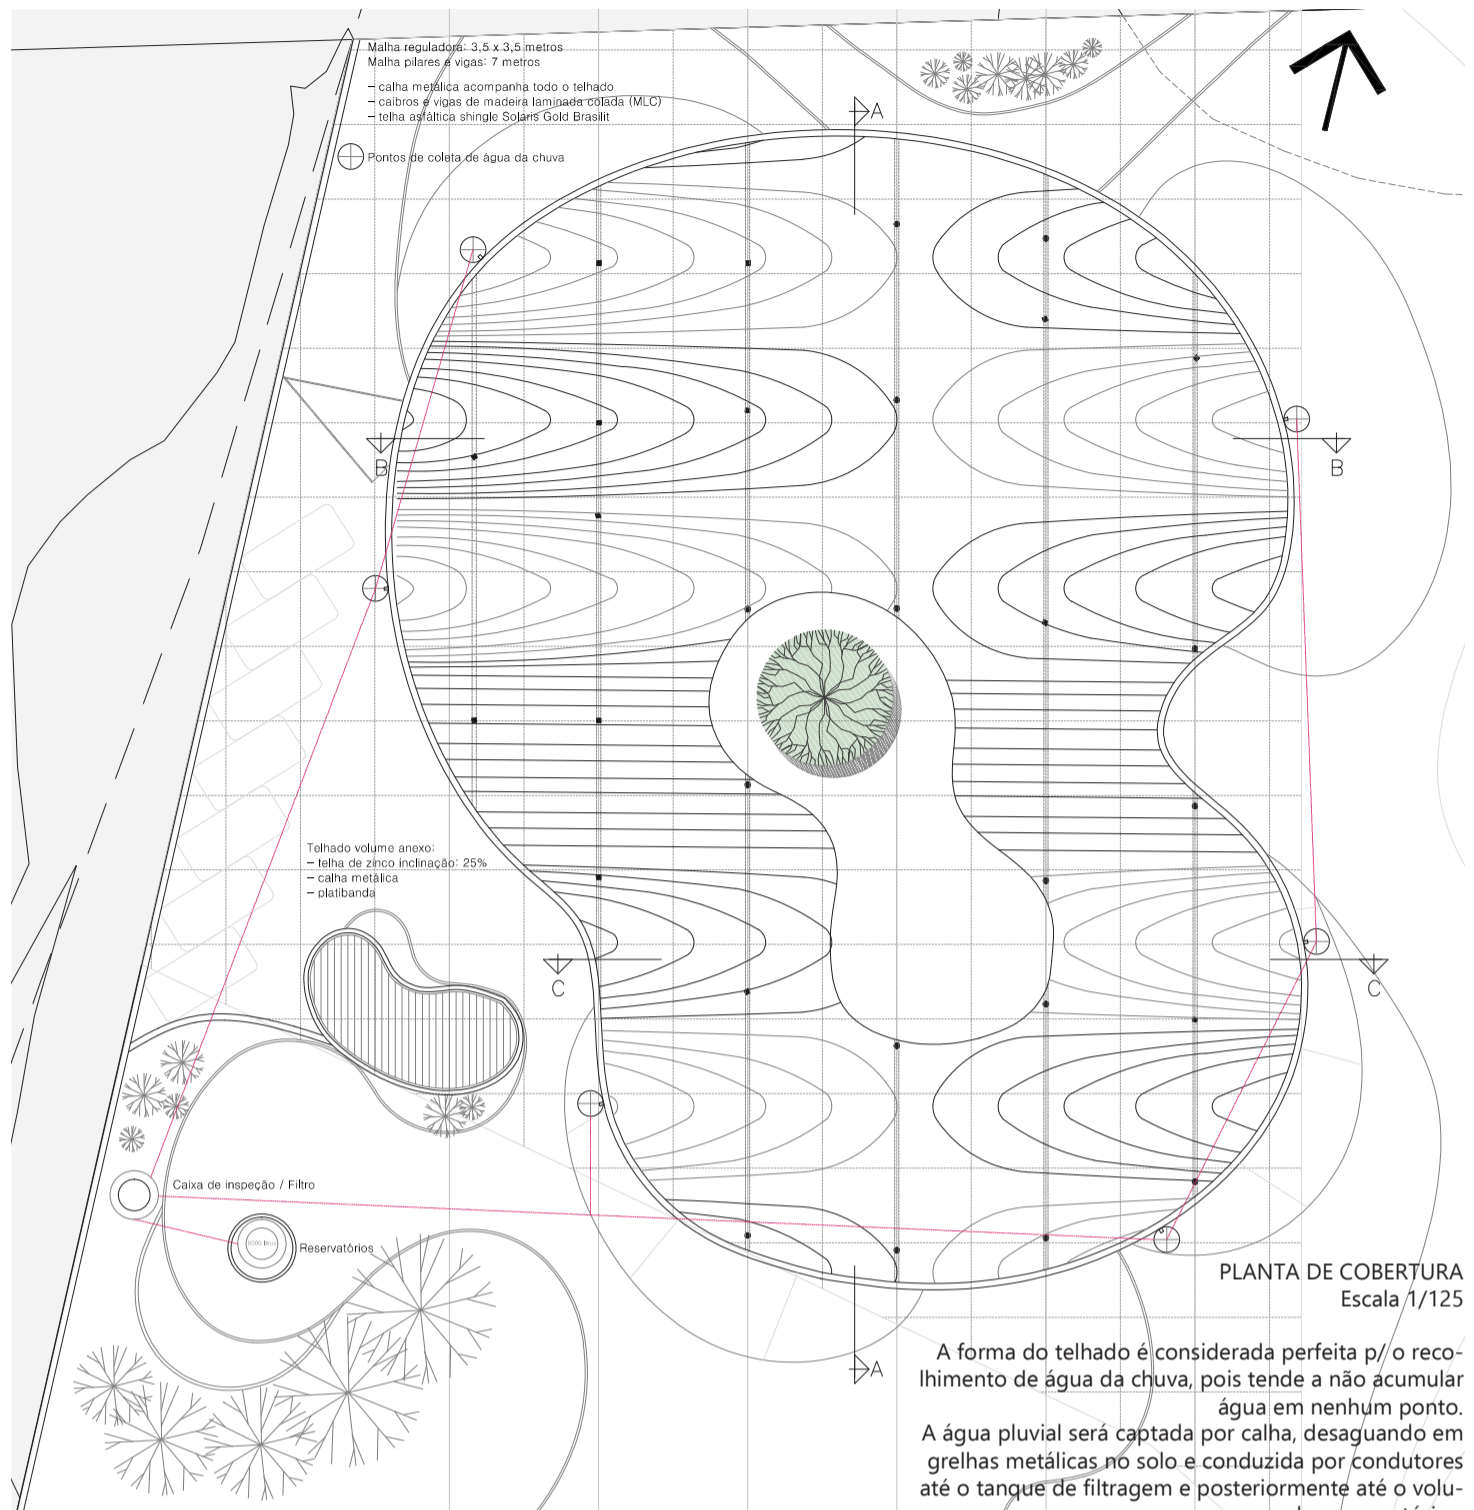 Malha reguladora: 3,5 x 3,5 metros
Malha pilares e vigas: 7 metros
– calha metálica acompanha todo o telhado
– caibros e vigas de madeira laminada colada (MLC)
– telha asfáltica shingle Solaris Gold Brasilit
Pontos de coleta de água da chuva
A
B
B
Telhado volume anexo:
– telha de zinco inclinação: 25%
– calha metálica
– platibanda
C
C
Caixa de inspeção / Filtro
Reservatórios
A
PLANTA DE COBERTURA
Escala 1/125
A forma do telhado é considerada perfeita p/ o reco-
lhimento de água da chuva, pois tende a não acumular
água em nenhum ponto.
A água pluvial será captada por calha, desaguando em
grelhas metálicas no solo e conduzida por condutores
até o tanque de filtragem e posteriormente até o volu-